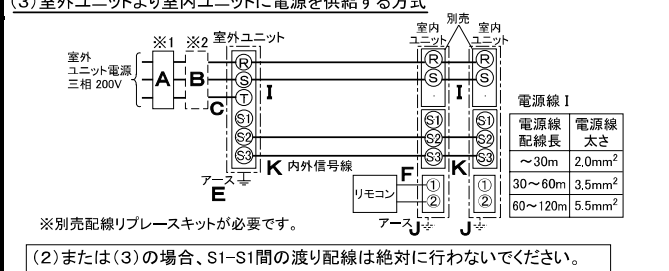 (3)室外ユニットより室内ユニットに電源を供給する方式
別売
※1 ※2 室外ユニット
室内ユニット
室内ユニット
室外
ユニット電源
三相 200V
A
B
C
R
S
T
S1
S2
S3
I
R
S
S1
S2
S3
I
R
S
S1
S2
S3
K 内外信号線
K
アース
E
リモコン
F
①
②
①
②
アース J
J
電源線 I
電源線配線長 電源線太さ
~30m 2.0mm²
30~60m 3.5mm²
60~120m 5.5mm²
※別売配線リプレースキットが必要です。
(2)または(3)の場合、S1-S1間の渡り配線は絶対に行わないでください。